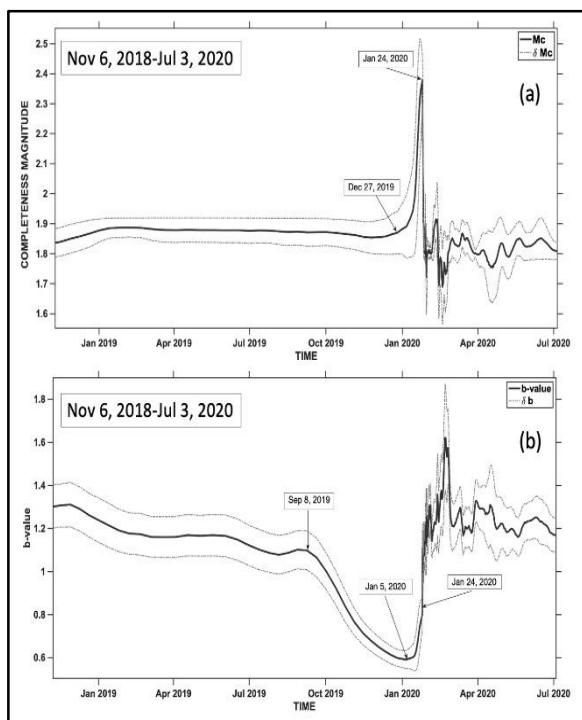 Nov 6, 2018-Jul 3, 2020
Mc
δ Mc
Jan 24, 2020
(a)
Dec 27, 2019
COMPLETENESS MAGNITUDE
2.5
2.4
2.3
2.2
2.1
2
1.9
1.8
1.7
1.6
Jan 2019 Apr 2019 Jul 2019 Oct 2019 Jan 2020 Apr 2020 Jul 2020
TIME
Nov 6, 2018-Jul 3, 2020
b-value
δ b
(b)
Sep 8, 2019
Jan 5, 2020
Jan 24, 2020
b-value
1.8
1.6
1.4
1.2
1
0.8
0.6
Jan 2019 Apr 2019 Jul 2019 Oct 2019 Jan 2020 Apr 2020 Jul 2020
TIME